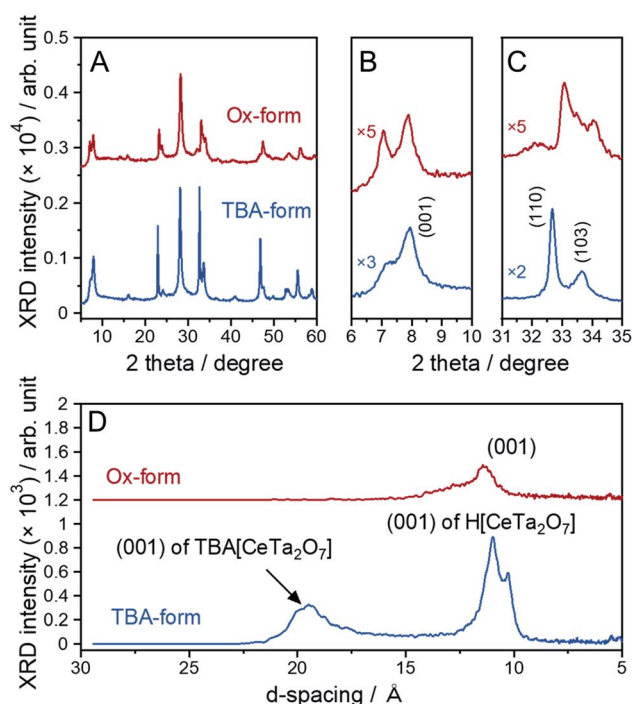 A
B
C
XRD intensity (× 10⁴) / arb. unit
0.5
0.4
0.3
0.2
0.1
0
Ox-form
TBA-form
×5
×3
(001)
×5
×2
(110)
(103)
10 20 30 40 50 60
6 7 8 9 10
31 32 33 34 35
2 theta / degree
2 theta / degree
2 theta / degree
D
XRD intensity (× 10³) / arb. unit
2
1.8
1.6
1.4
1.2
1
0.8
0.6
0.4
0.2
0
Ox-form
(001)
(001) of H[CeTa₂O₇]
(001) of TBA[CeTa₂O₇]
TBA-form
30 25 20 15 10 5
d-spacing / Å